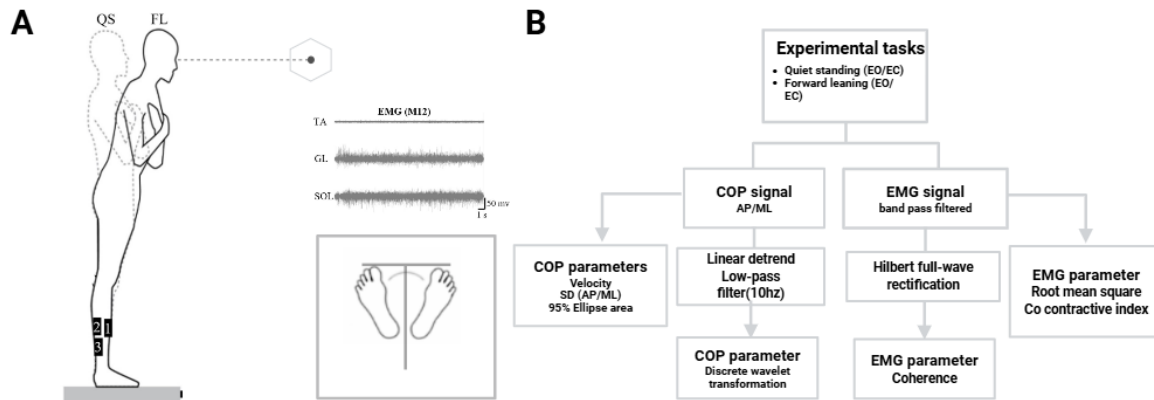 A
QS FL
EMG (M12)
TA
GL
SOL
50 mv
1 s
2 1
3
B
Experimental tasks
• Quiet standing (EO/EC)
• Forward leaning (EO/
EC)
COP signal
AP/ML
EMG signal
band pass filtered
COP parameters
Velocity
SD (AP/ML)
95% Ellipse area
Linear detrend
Low-pass
filter(10hz)
Hilbert full-wave
rectification
EMG parameter
Root mean square
Co contractive index
COP parameter
Discrete wavelet
transformation
EMG parameter
Coherence